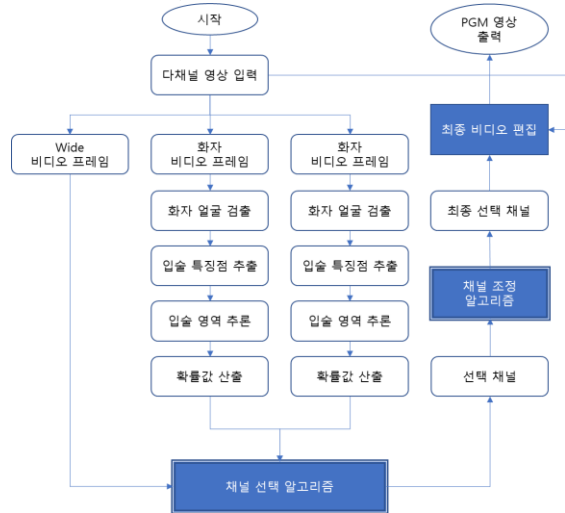 시작
PGM 영상
출력
다채널 영상 입력
최종 비디오 편집
Wide
비디오 프레임
화자
비디오 프레임
화자
비디오 프레임
화자 얼굴 검출
화자 얼굴 검출
최종 선택 채널
입술 특징점 추출
입술 특징점 추출
채널 조정
알고리즘
입술 영역 추론
입술 영역 추론
확률값 산출
확률값 산출
선택 채널
채널 선택 알고리즘